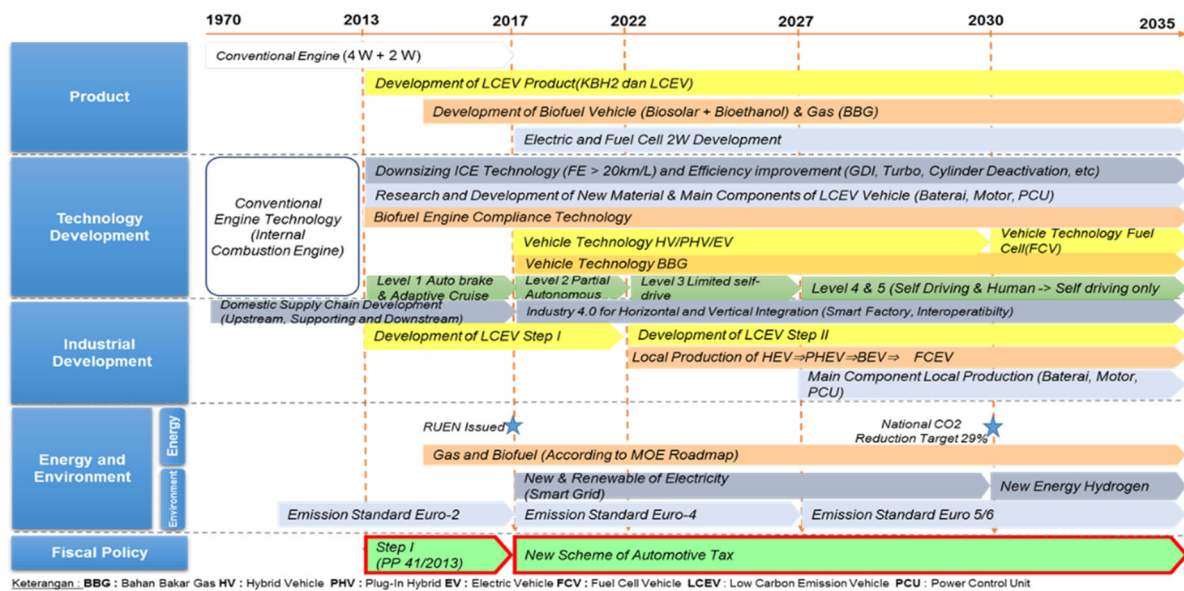 1970 2013 2017 2022 2027 2030 2035
Product
Conventional Engine (4 W + 2 W)
Development of LCEV Product(KBH2 dan LCEV)
Development of Biofuel Vehicle (Biosolar + Bioethanol) & Gas (BBG)
Electric and Fuel Cell 2W Development
Technology
Development
Conventional
Engine Technology
(Internal
Combustion Engine)
Downsizing ICE Technology (FE > 20km/L) and Efficiency improvement (GDI, Turbo, Cylinder Deactivation, etc)
Research and Development of New Material & Main Components of LCEV Vehicle (Baterai, Motor, PCU)
Biofuel Engine Compliance Technology
Vehicle Technology HV/PHV/EV
Vehicle Technology Fuel
Cell(FCV)
Vehicle Technology BBG
Level 1 Auto brake
& Adaptive Cruise
Level 2 Partial
Autonomous
Level 3 Limited self-
drive
Level 4 & 5 (Self Driving & Human -> Self driving only
Industrial
Development
Domestic Supply Chain Development
(Upstream, Supporting and Downstream)
Industry 4.0 for Horizontal and Vertical Integration (Smart Factory, Interoperatibilty)
Development of LCEV Step I
Development of LCEV Step II
Local Production of HEV⇒PHEV⇒BEV⇒ FCEV
Main Component Local Production (Baterai, Motor,
PCU)
Energy and
Environment
Energy
Environment
RUEN Issued
National CO2
Reduction Target 29%
Gas and Biofuel (According to MOE Roadmap)
New & Renewable of Electricity
(Smart Grid)
New Energy Hydrogen
Emission Standard Euro-2
Emission Standard Euro-4
Emission Standard Euro 5/6
Fiscal Policy
Step I
(PP 41/2013)
New Scheme of Automotive Tax
Keterangan : BBG : Bahan Bakar Gas HV : Hybrid Vehicle PHV : Plug-In Hybrid EV : Electric Vehicle FCV : Fuel Cell Vehicle LCEV : Low Carbon Emission Vehicle PCU : Power Control Unit